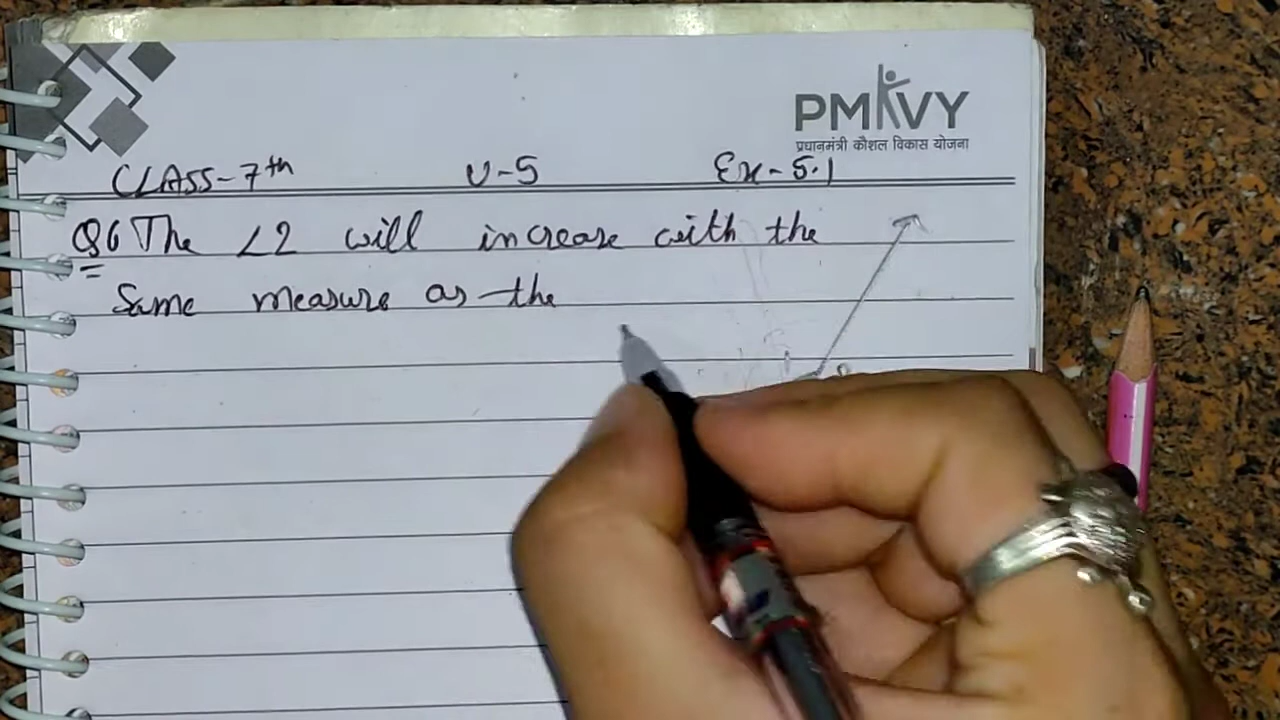 PMKVY
प्रधानमंत्री कौशल विकास योजना
CLASS-7th U-5 Ex-5.1
Q6 The ∠2 will increase with the
Same measure as the